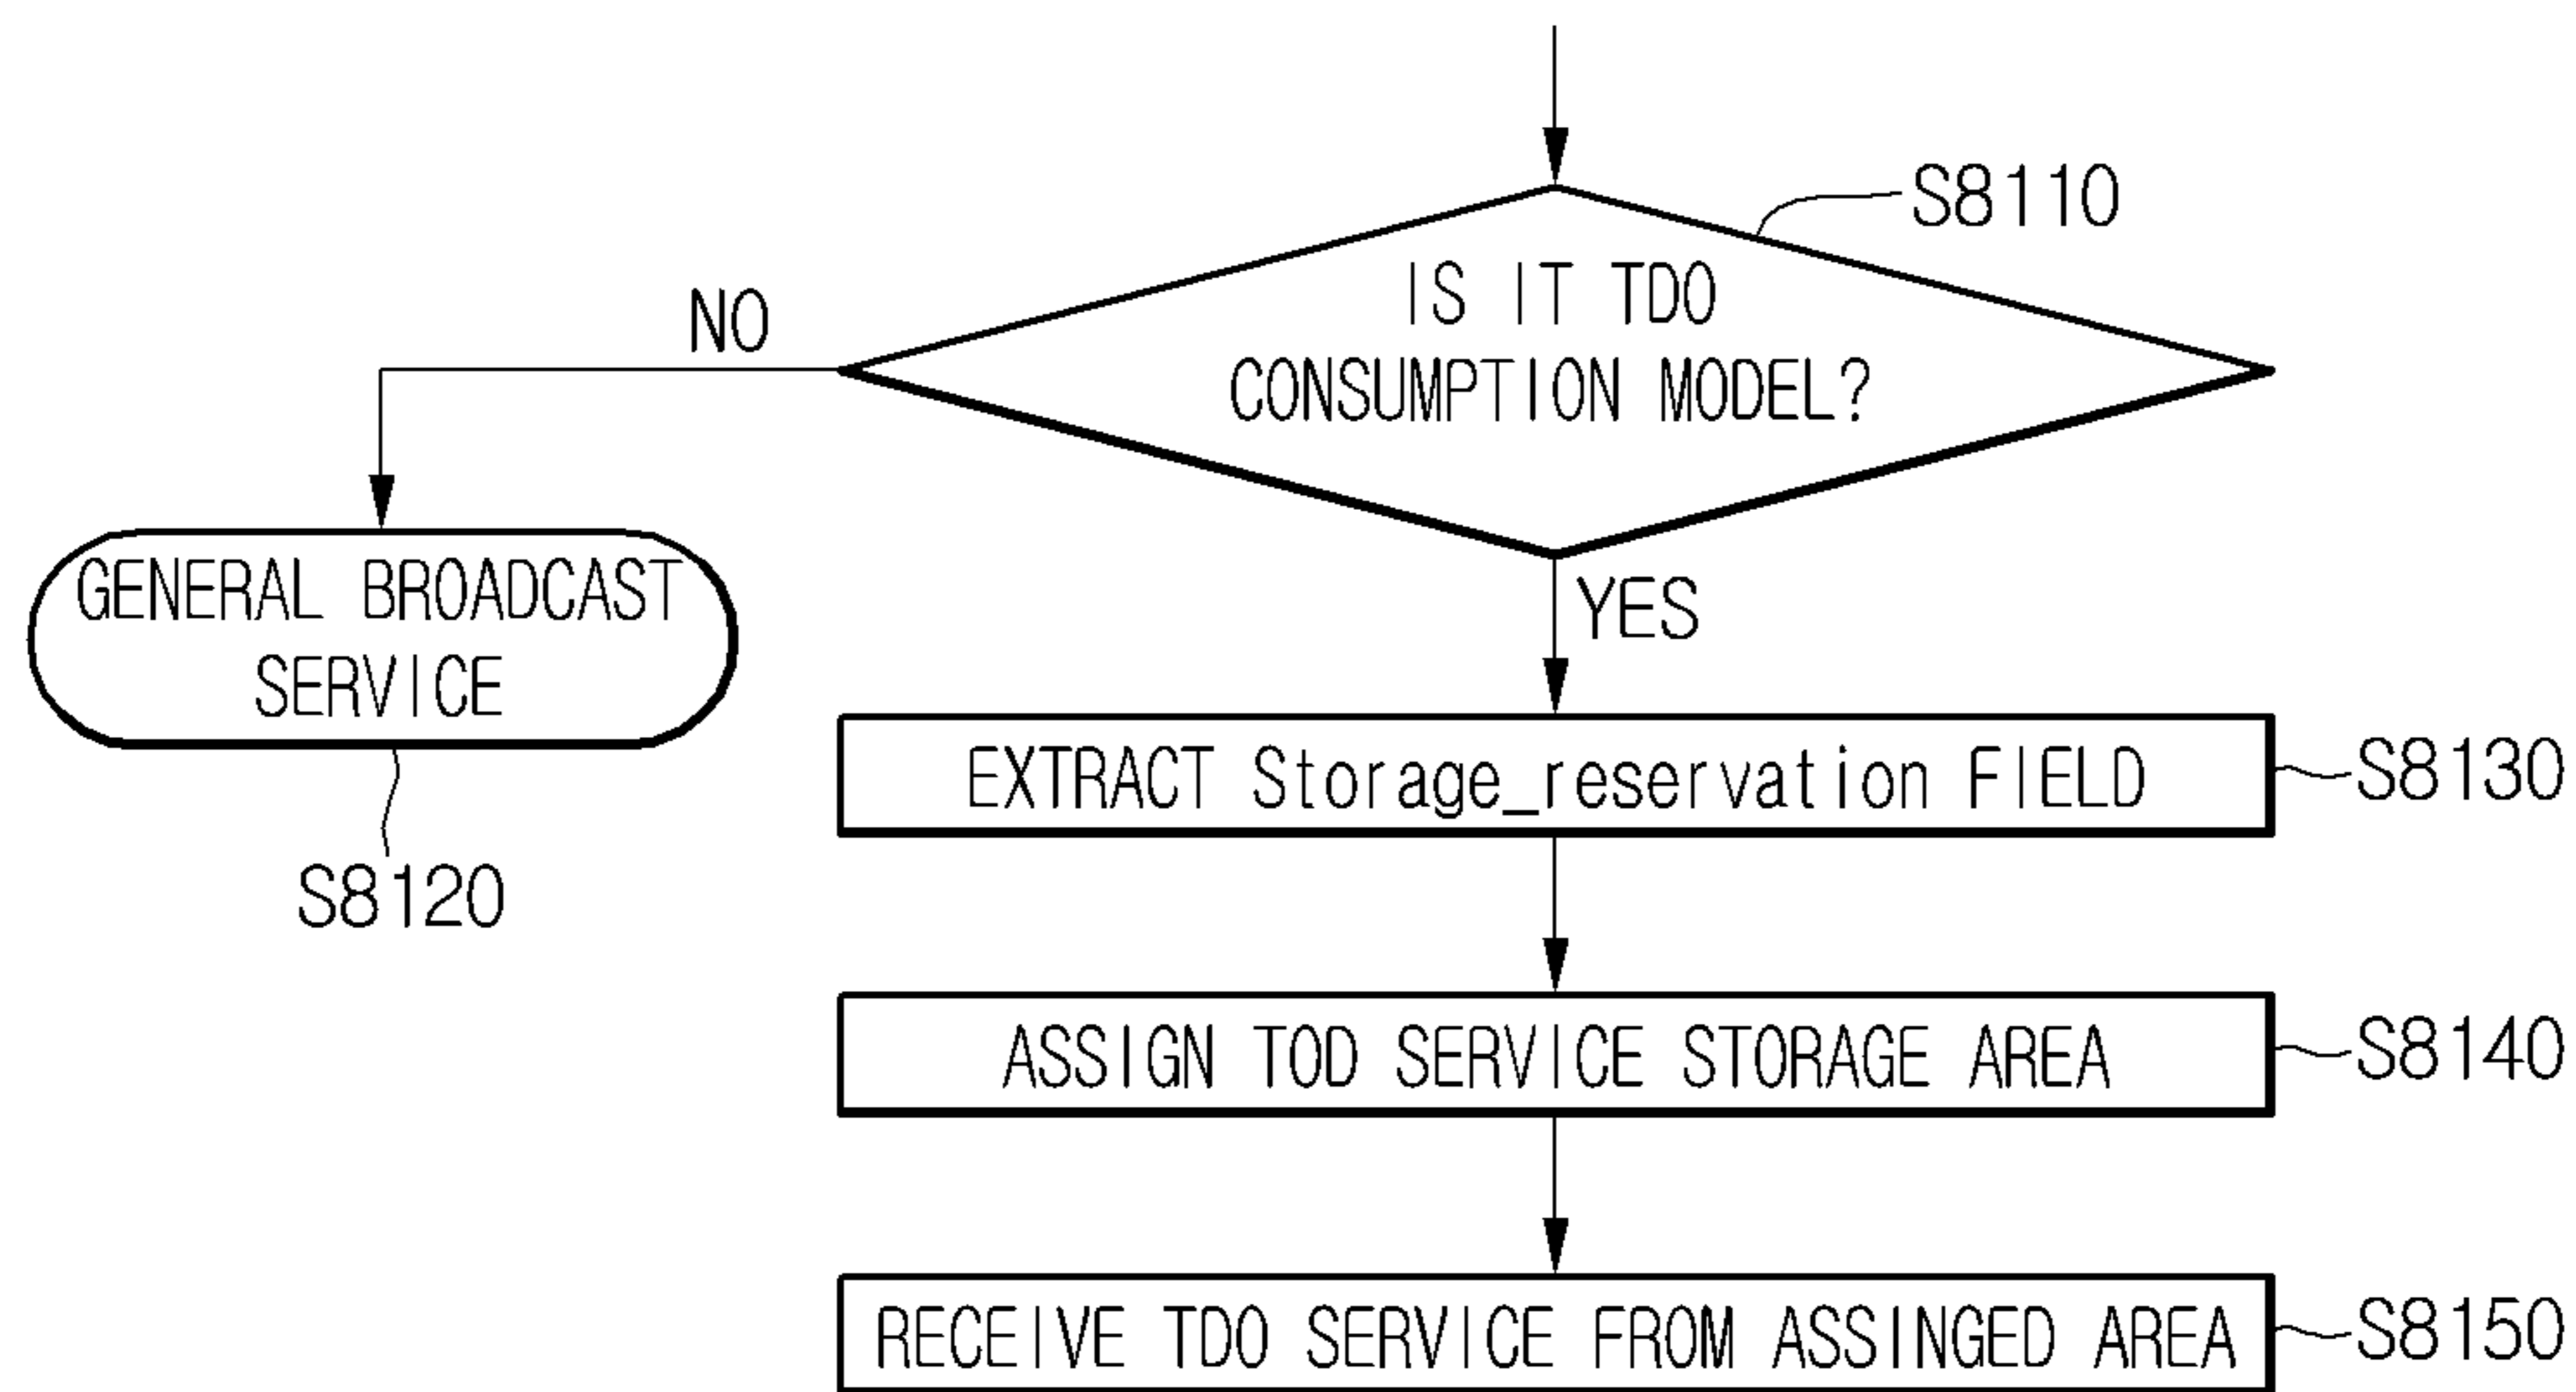 S8110
IS IT TDO
CONSUMPTION MODEL?
NO
GENERAL BROADCAST
SERVICE
S8120
YES
EXTRACT Storage_reservation FIELD
S8130
ASSIGN TOD SERVICE STORAGE AREA
S8140
RECEIVE TDO SERVICE FROM ASSINGED AREA
S8150